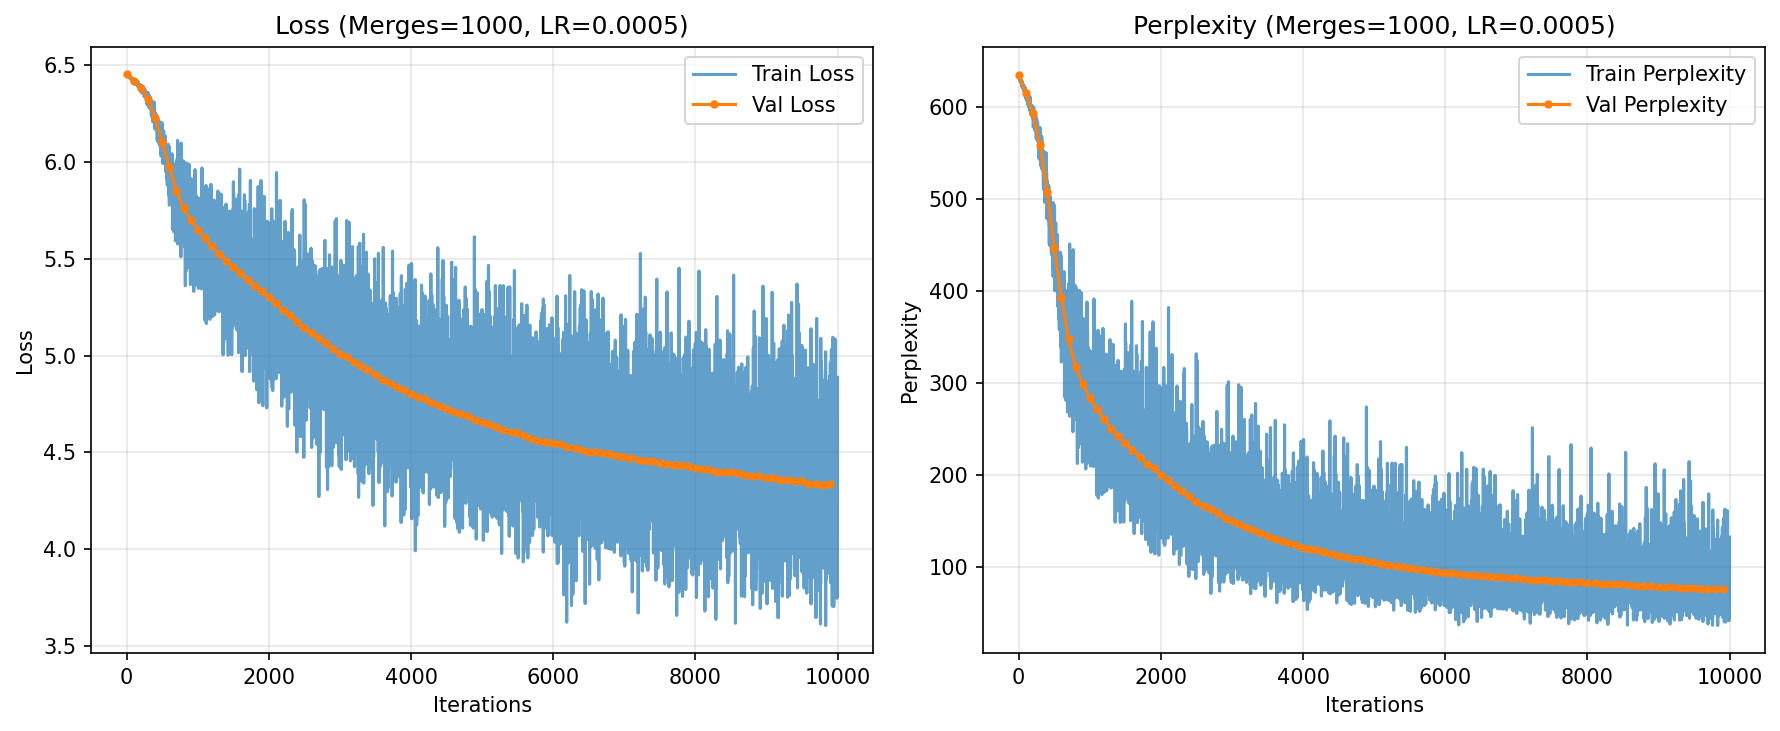 Loss (Merges=1000, LR=0.0005)
Train Loss
Val Loss
Loss
6.5
6.0
5.5
5.0
4.5
4.0
3.5
0 2000 4000 6000 8000 10000
Iterations
Perplexity (Merges=1000, LR=0.0005)
Train Perplexity
Val Perplexity
Perplexity
600
500
400
300
200
100
0 2000 4000 6000 8000 10000
Iterations